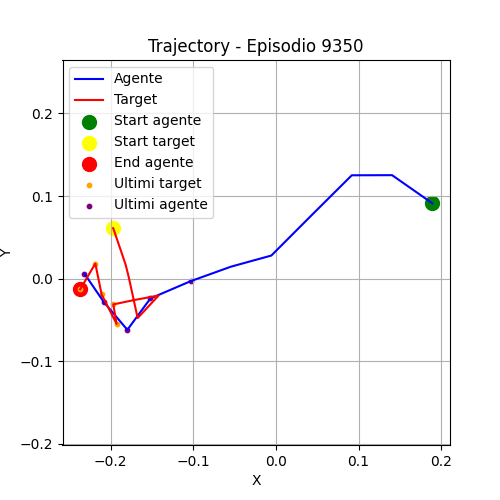 Trajectory - Episodio 9350
Agente
Target
Start agente
Start target
End agente
Ultimi target
Ultimi agente
0.2
0.1
0.0
−0.1
−0.2
Y
−0.2
−0.1
0.0
0.1
0.2
X